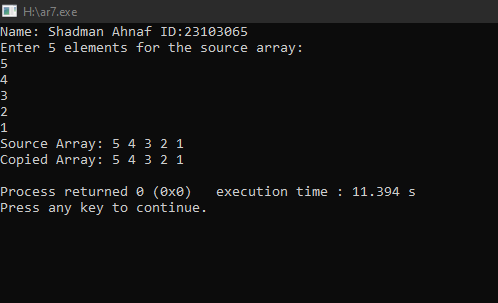 H:\ar7.exe
Name: Shadman Ahnaf ID:23103065
Enter 5 elements for the source array:
5
4
3
2
1
Source Array: 5 4 3 2 1
Copied Array: 5 4 3 2 1
Process returned 0 (0x0)   execution time : 11.394 s
Press any key to continue.